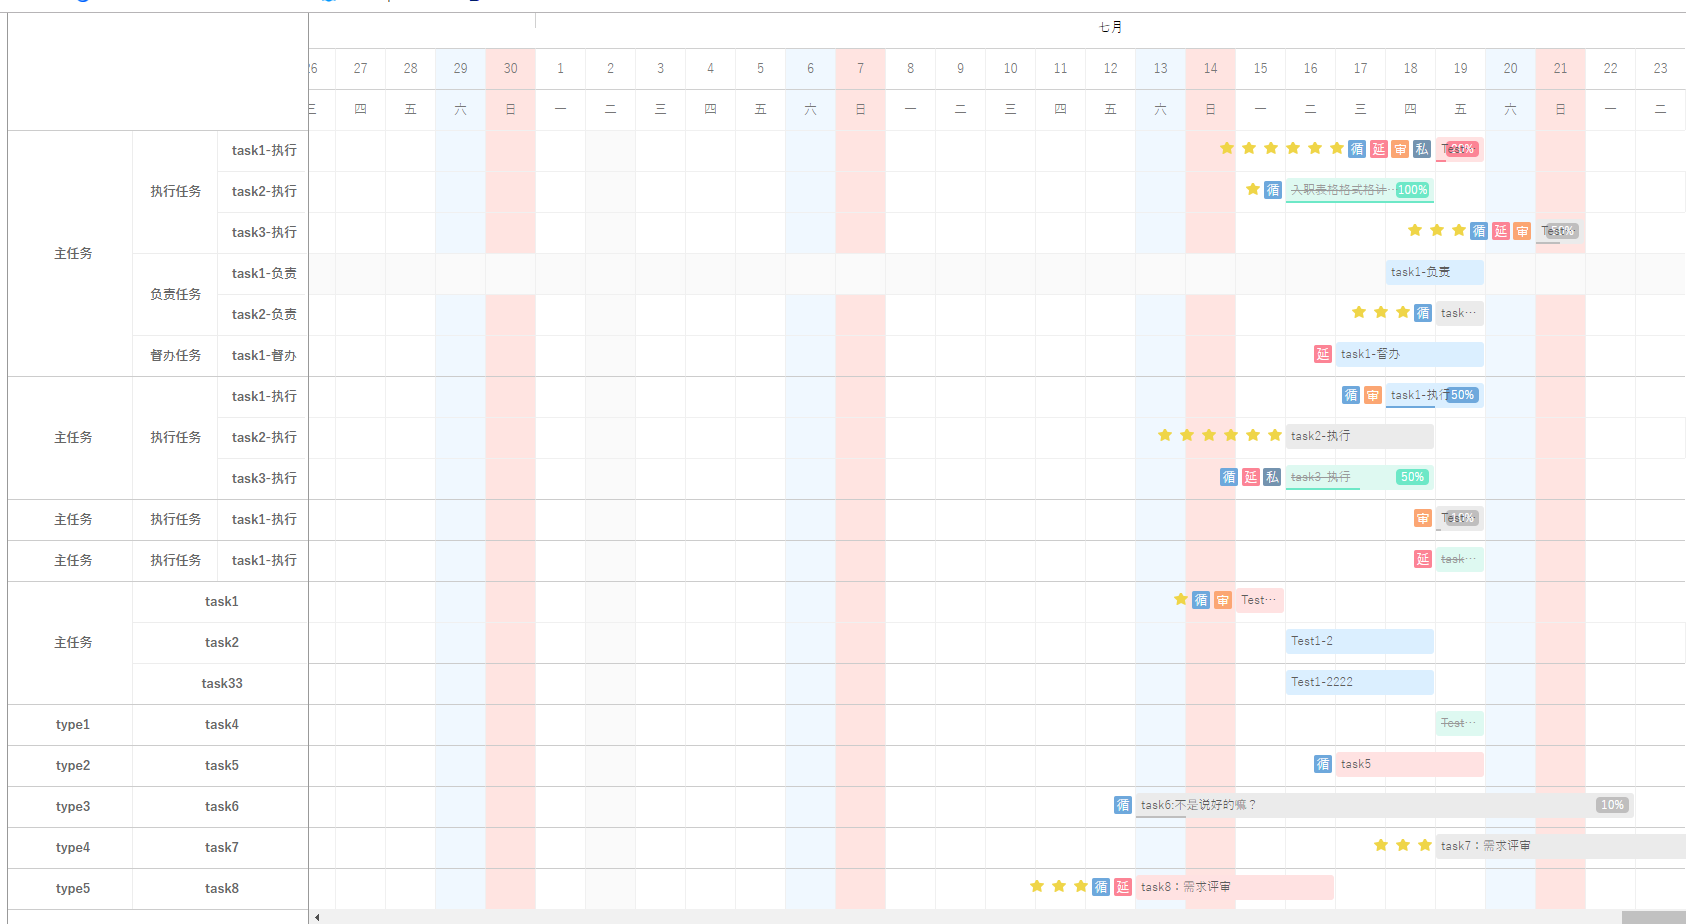 七月
26 27 28 29 30 1 2 3 4 5 6 7 8 9 10 11 12 13 14 15 16 17 18 19 20 21 22 23
三 四 五 六 日 一 二 三 四 五 六 日 一 二 三 四 五 六 日 一 二 三 四 五 六 日 一 二
主任务
执行任务
task1-执行 循 延 审 私 Test…
task2-执行 循 入职表格格式格计… 100%
task3-执行 循 延 审 Test
负责任务
task1-负责 task1-负责
task2-负责 循 task…
督办任务 task1-督办 延 task1-督办
主任务
执行任务
task1-执行 循 审 task1-执行 50%
task2-执行 task2-执行
task3-执行 循 延 私 task3-执行 50%
主任务 执行任务 task1-执行 审 Test…
主任务 执行任务 task1-执行 延 task…
主任务
task1 循 审 Test…
task2 Test1-2
task33 Test1-2222
type1 task4 Test…
type2 task5 循 task5
type3 task6 循 task6:不是说好的嘛？ 10%
type4 task7 task7：需求评审
type5 task8 循 延 task8：需求评审